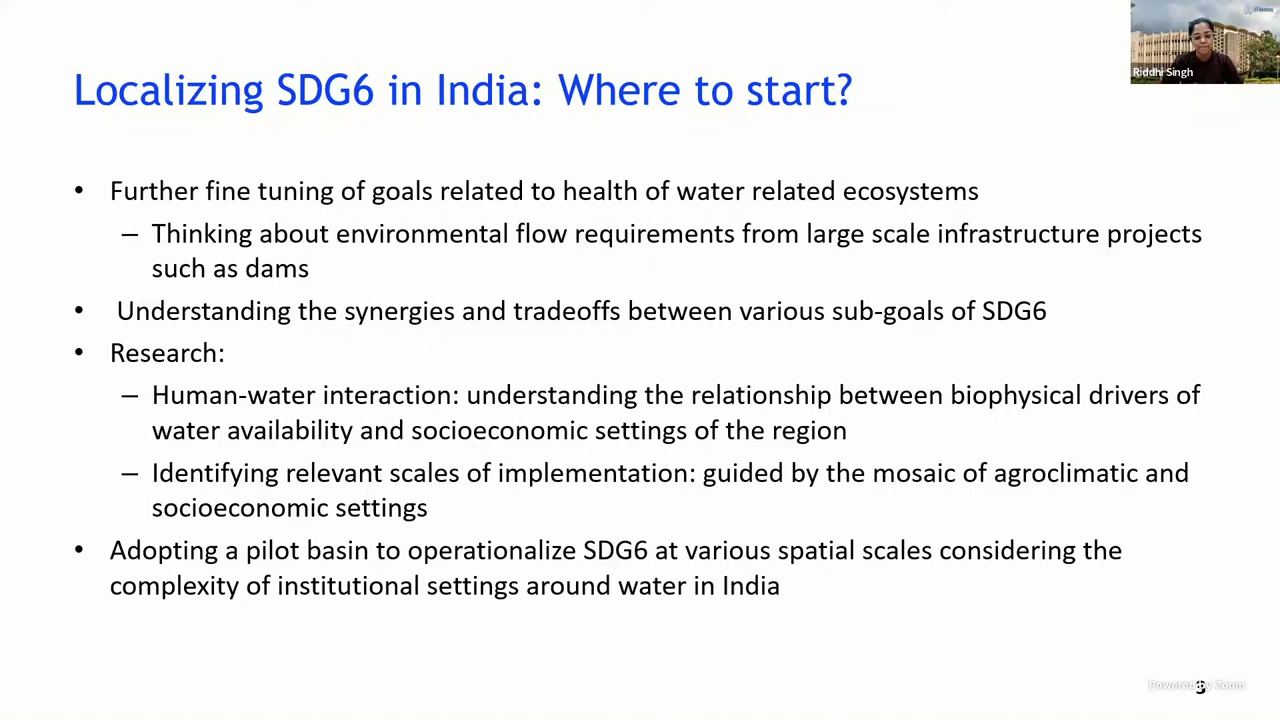 Localizing SDG6 in India: Where to start?
Riddhi Singh
• Further fine tuning of goals related to health of water related ecosystems
– Thinking about environmental flow requirements from large scale infrastructure projects
such as dams
• Understanding the synergies and tradeoffs between various sub-goals of SDG6
• Research:
– Human-water interaction: understanding the relationship between biophysical drivers of
water availability and socioeconomic settings of the region
– Identifying relevant scales of implementation: guided by the mosaic of agroclimatic and
socioeconomic settings
• Adopting a pilot basin to operationalize SDG6 at various spatial scales considering the
complexity of institutional settings around water in India
Powered by Zoom